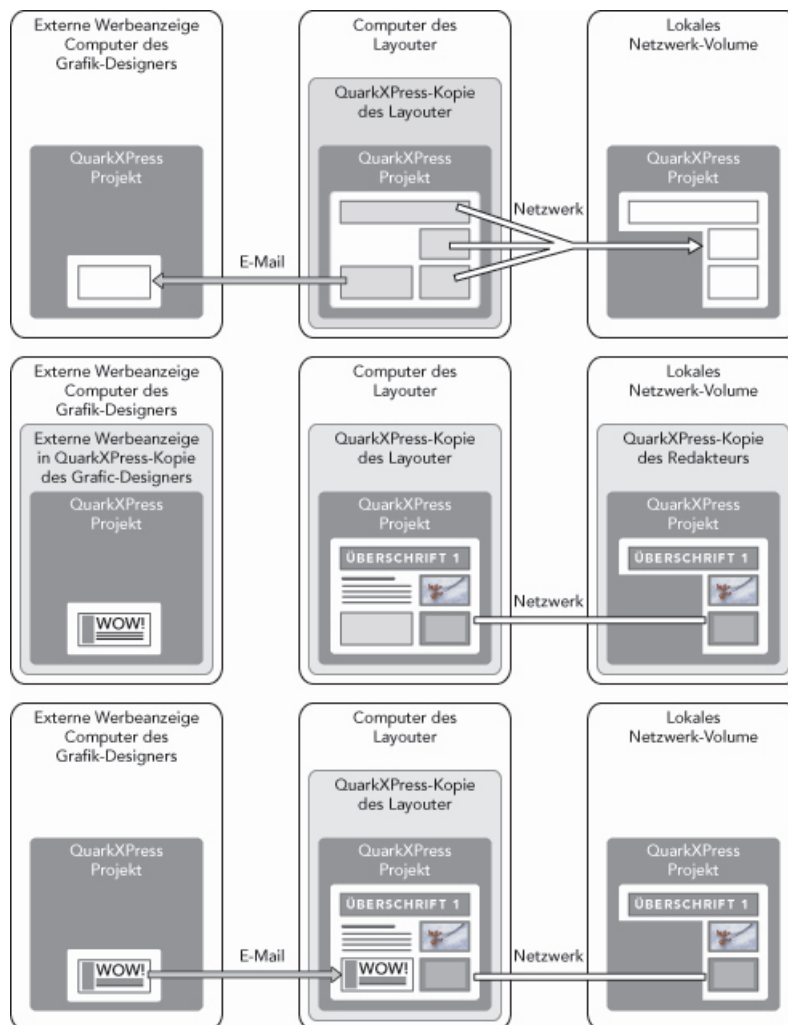 Externe Werbeanzeige
Computer des
Grafik-Designers
Computer des
Layouter
Lokales
Netzwerk-Volume
QuarkXPress-Kopie
des Layouter
QuarkXPress
Projekt
QuarkXPress
Projekt
QuarkXPress
Projekt
Netzwerk
E-Mail
Externe Werbeanzeige
Computer des
Grafik-Designers
Computer des
Layouter
Lokales
Netzwerk-Volume
Externe Werbeanzeige
in QuarkXPress-Kopie
des Grafic-Designers
QuarkXPress-Kopie
des Layouter
QuarkXPress-Kopie
des Redakteurs
QuarkXPress
Projekt
QuarkXPress
Projekt
QuarkXPress
Projekt
ÜBERSCHRIFT 1
ÜBERSCHRIFT 1
Netzwerk
WOW!
Externe Werbeanzeige
Computer des
Grafik-Designers
Computer des
Layouter
Lokales
Netzwerk-Volume
QuarkXPress-Kopie
des Layouter
QuarkXPress
Projekt
QuarkXPress
Projekt
QuarkXPress
Projekt
ÜBERSCHRIFT 1
ÜBERSCHRIFT 1
E-Mail
Netzwerk
WOW!
WOW!